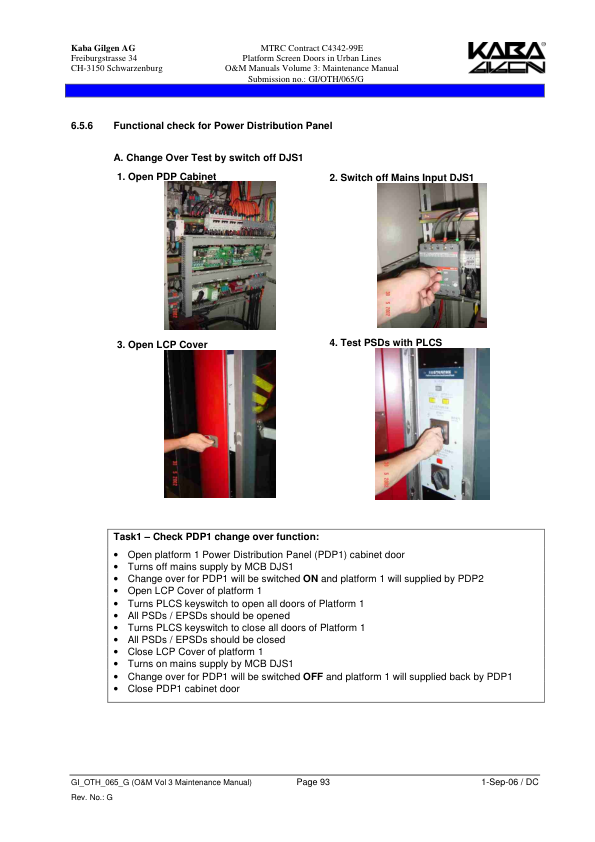 Kaba Gilgen AG
Freiburgstrasse 34
CH-3150 Schwarzenburg
MTRC Contract C4342-99E
Platform Screen Doors in Urban Lines
O&M Manuals Volume 3: Maintenance Manual
Submission no.: GI/OTH/065/G
KABA
GILGEN
6.5.6 Functional check for Power Distribution Panel
A. Change Over Test by switch off DJS1
1. Open PDP Cabinet
2. Switch off Mains Input DJS1
3. Open LCP Cover
4. Test PSDs with PLCS
Task1 – Check PDP1 change over function:
• Open platform 1 Power Distribution Panel (PDP1) cabinet door
• Turns off mains supply by MCB DJS1
• Change over for PDP1 will be switched ON and platform 1 will supplied by PDP2
• Open LCP Cover of platform 1
• Turns PLCS keyswitch to open all doors of Platform 1
• All PSDs / EPSDs should be opened
• Turns PLCS keyswitch to close all doors of Platform 1
• All PSDs / EPSDs should be closed
• Close LCP Cover of platform 1
• Turns on mains supply by MCB DJS1
• Change over for PDP1 will be switched OFF and platform 1 will supplied back by PDP1
• Close PDP1 cabinet door
GI_OTH_065_G (O&M Vol 3 Maintenance Manual) Page 93 1-Sep-06 / DC
Rev. No.: G